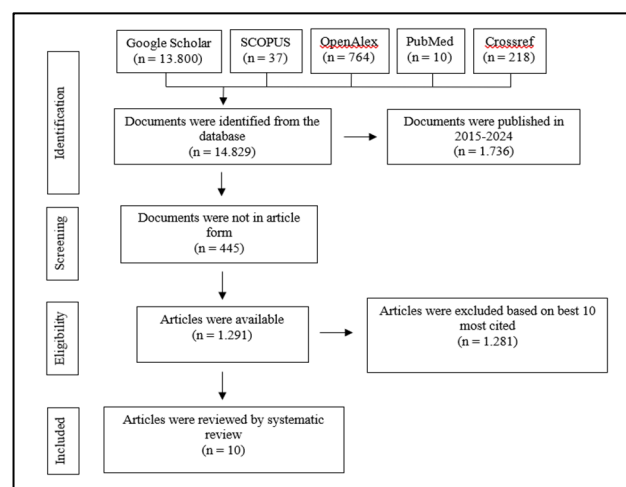 Google Scholar
(n = 13.800)
SCOPUS
(n = 37)
OpenAlex
(n = 764)
PubMed
(n = 10)
Crossref
(n = 218)
Identification
Documents were identified from the
database
(n = 14.829)
Documents were published in
2015-2024
(n = 1.736)
Screening
Documents were not in article
form
(n = 445)
Eligibility
Articles were available
(n = 1.291)
Articles were excluded based on best 10
most cited
(n = 1.281)
Included
Articles were reviewed by systematic
review
(n = 10)